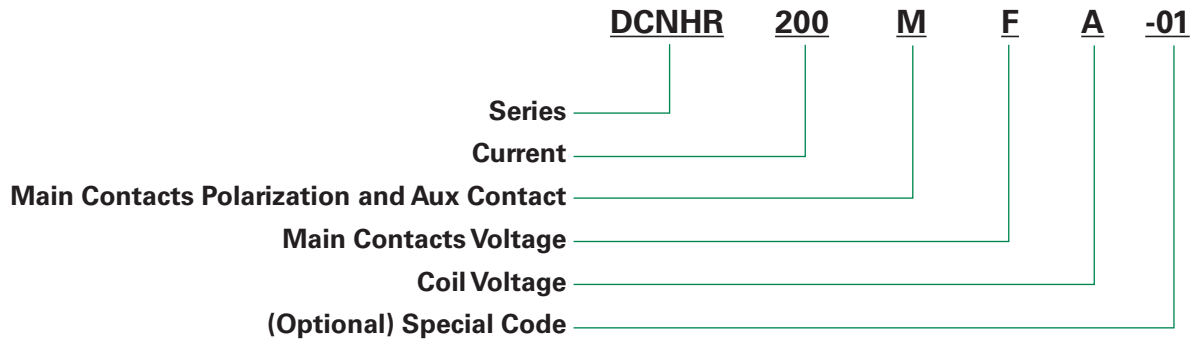 DCNHR 200 M F A -01
Series
Current
Main Contacts Polarization and Aux Contact
Main Contacts Voltage
Coil Voltage
(Optional) Special Code